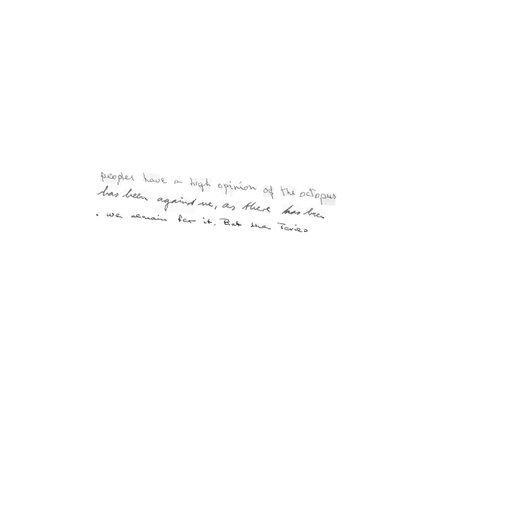 peoples have a high opinion of the octopus
has been against us, as there has been
. we remain for it. But the Tories